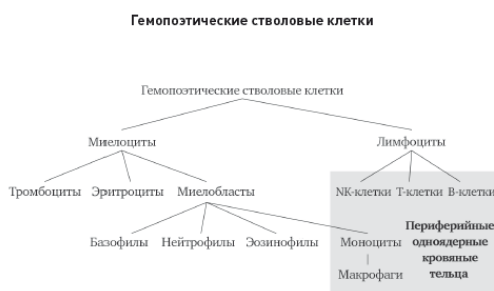 Гемопоэтические стволовые клетки
Гемопоэтические стволовые клетки
Миелоциты Лимфоциты
Тромбоциты Эритроциты Миелобласты NK-клетки Т-клетки В-клетки
Периферийные
Базофилы Нейтрофилы Эозинофилы Моноциты одноядерные
кровяные
Макрофаги тельца